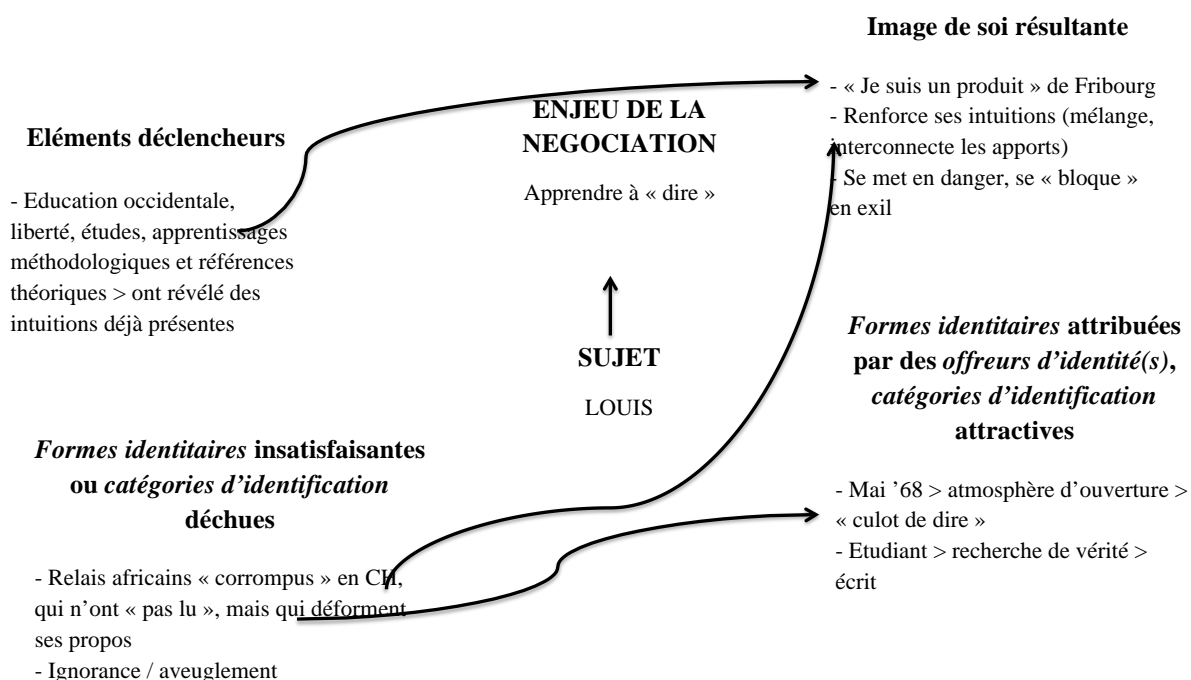 Eléments déclencheurs
- Education occidentale,
liberté, études, apprentissages
méthodologiques et références
théoriques > ont révélé des
intuitions déjà présentes
ENJEU DE LA
NEGOCIATION
Apprendre à « dire »
SUJET
LOUIS
Image de soi résultante
- « Je suis un produit » de Fribourg
- Renforce ses intuitions (mélange,
interconnecte les apports)
- Se met en danger, se « bloque »
en exil
Formes identitaires insatisfaisantes
ou catégories d’identification
déchues
- Relais africains « corrompus » en CH,
qui n’ont « pas lu », mais qui déforment
ses propos
- Ignorance / aveuglement
Formes identitaires attribuées
par des offreurs d’identité(s),
catégories d’identification
attractives
- Mai ’68 > atmosphère d’ouverture >
« culot de dire »
- Etudiant > recherche de vérité >
écrit